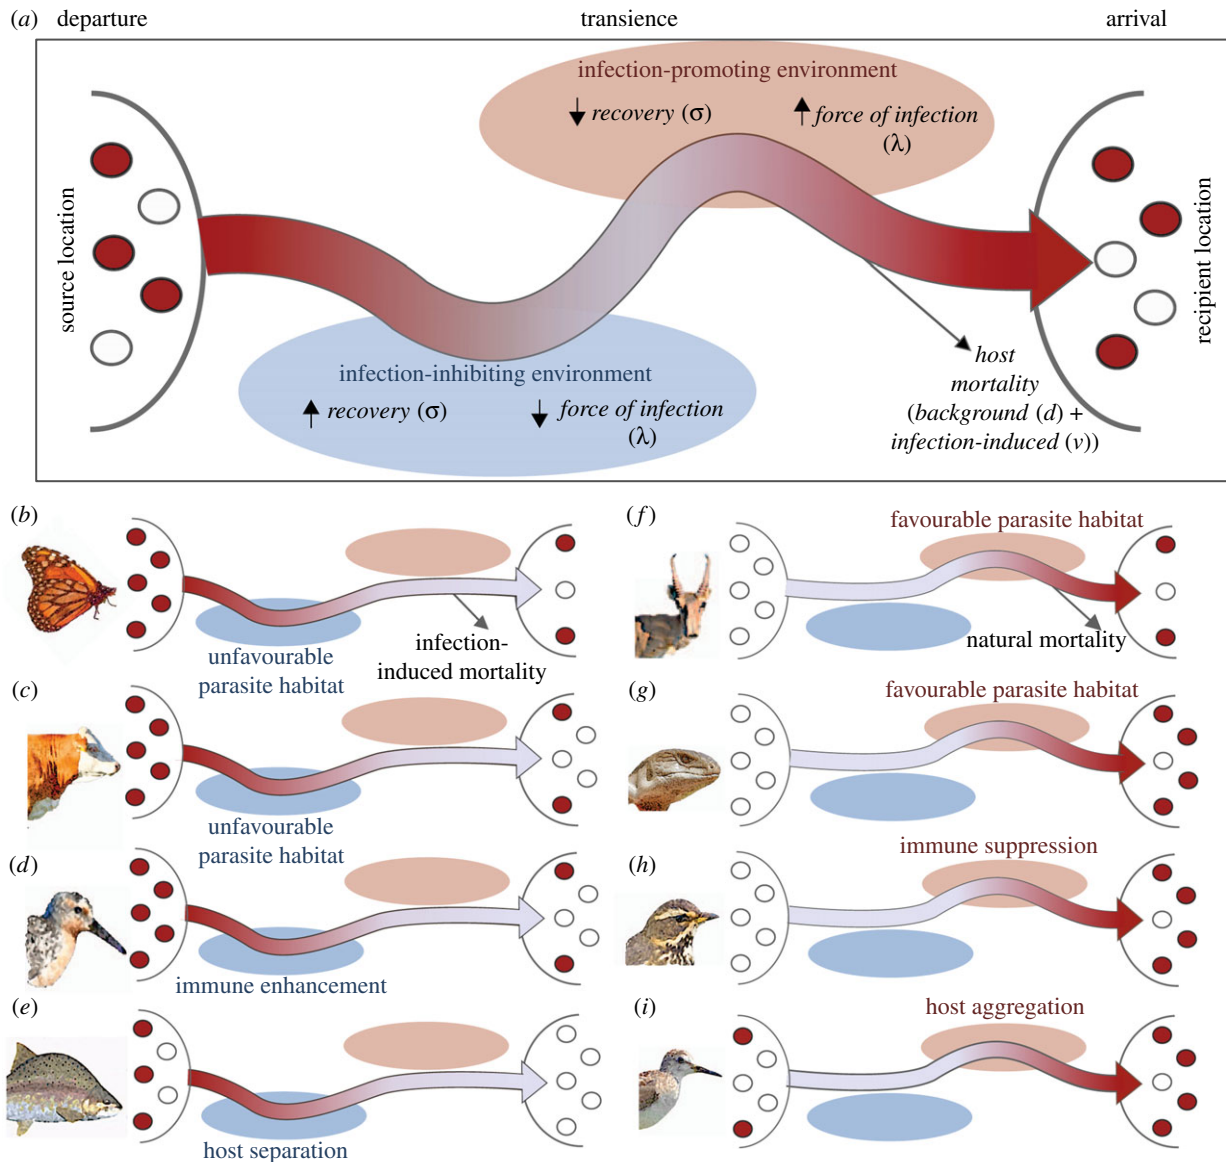 (a) departure transience arrival
infection-promoting environment
↓ recovery (σ) ↑ force of infection
(λ)
source location
recipient location
infection-inhibiting environment
↑ recovery (σ) ↓ force of infection
(λ)
host
mortality
(background (d) +
infection-induced (v))
(b)
unfavourable
parasite habitat
infection-
induced mortality
(c)
unfavourable
parasite habitat
(d)
immune enhancement
(e)
host separation
(f)
favourable parasite habitat
natural mortality
(g)
favourable parasite habitat
(h)
immune suppression
(i)
host aggregation